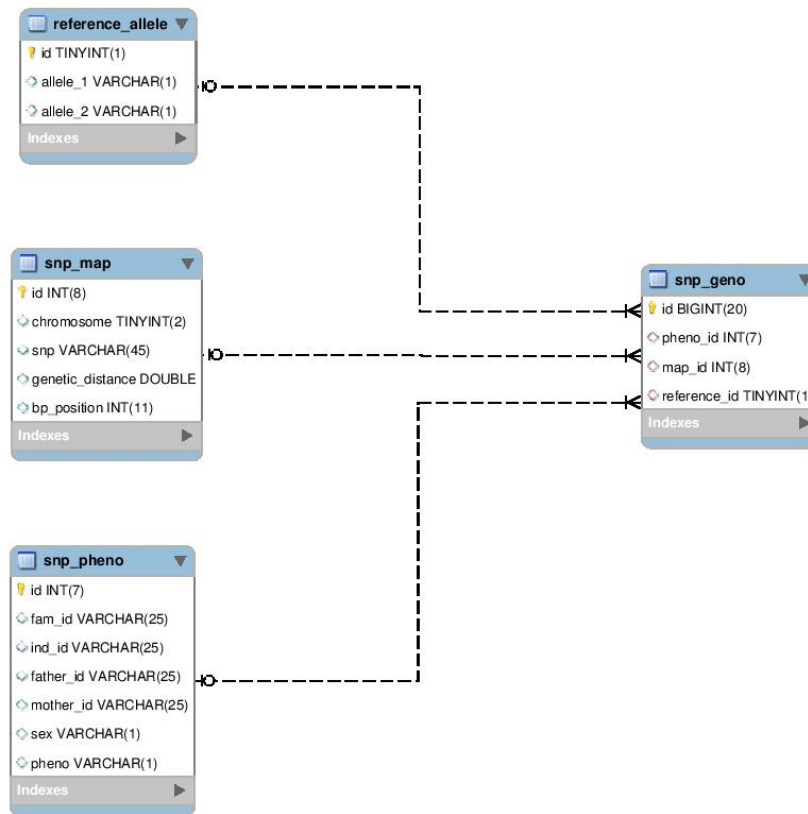 reference_allele
id TINYINT(1)
allele_1 VARCHAR(1)
allele_2 VARCHAR(1)
Indexes
snp_map
id INT(8)
chromosome TINYINT(2)
snp VARCHAR(45)
genetic_distance DOUBLE
bp_position INT(11)
Indexes
snp_geno
id BIGINT(20)
pheno_id INT(7)
map_id INT(8)
reference_id TINYINT(1
Indexes
snp_pheno
id INT(7)
fam_id VARCHAR(25)
ind_id VARCHAR(25)
father_id VARCHAR(25)
mother_id VARCHAR(25)
sex VARCHAR(1)
pheno VARCHAR(1)
Indexes